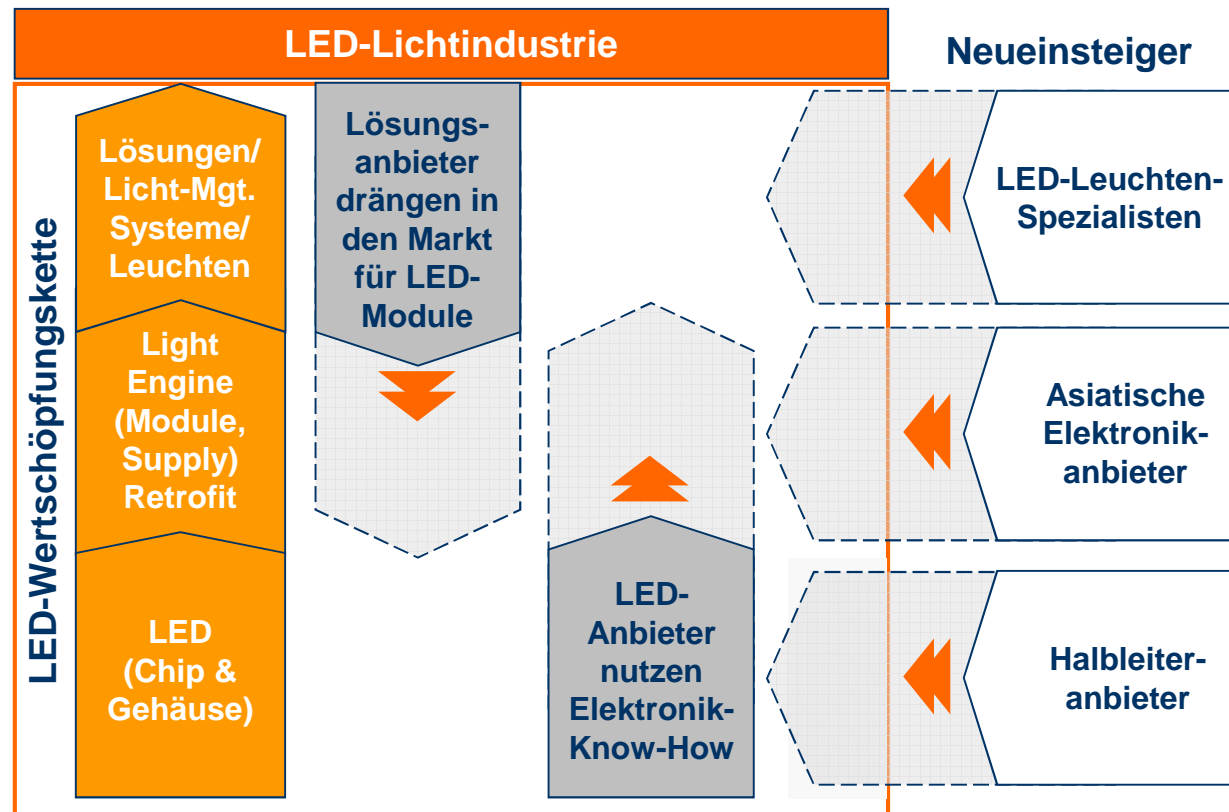 LED-Lichtindustrie
Neueinsteiger
LED-Wertschöpfungskette
Lösungen/
Licht-Mgt.
Systeme/
Leuchten
Light
Engine
(Module,
Supply)
Retrofit
LED
(Chip &
Gehäuse)
Lösungs-
anbieter
drängen in
den Markt
für LED-
Module
LED-
Anbieter
nutzen
Elektronik-
Know-How
LED-Leuchten-
Spezialisten
Asiatische
Elektronik-
anbieter
Halbleiter-
anbieter